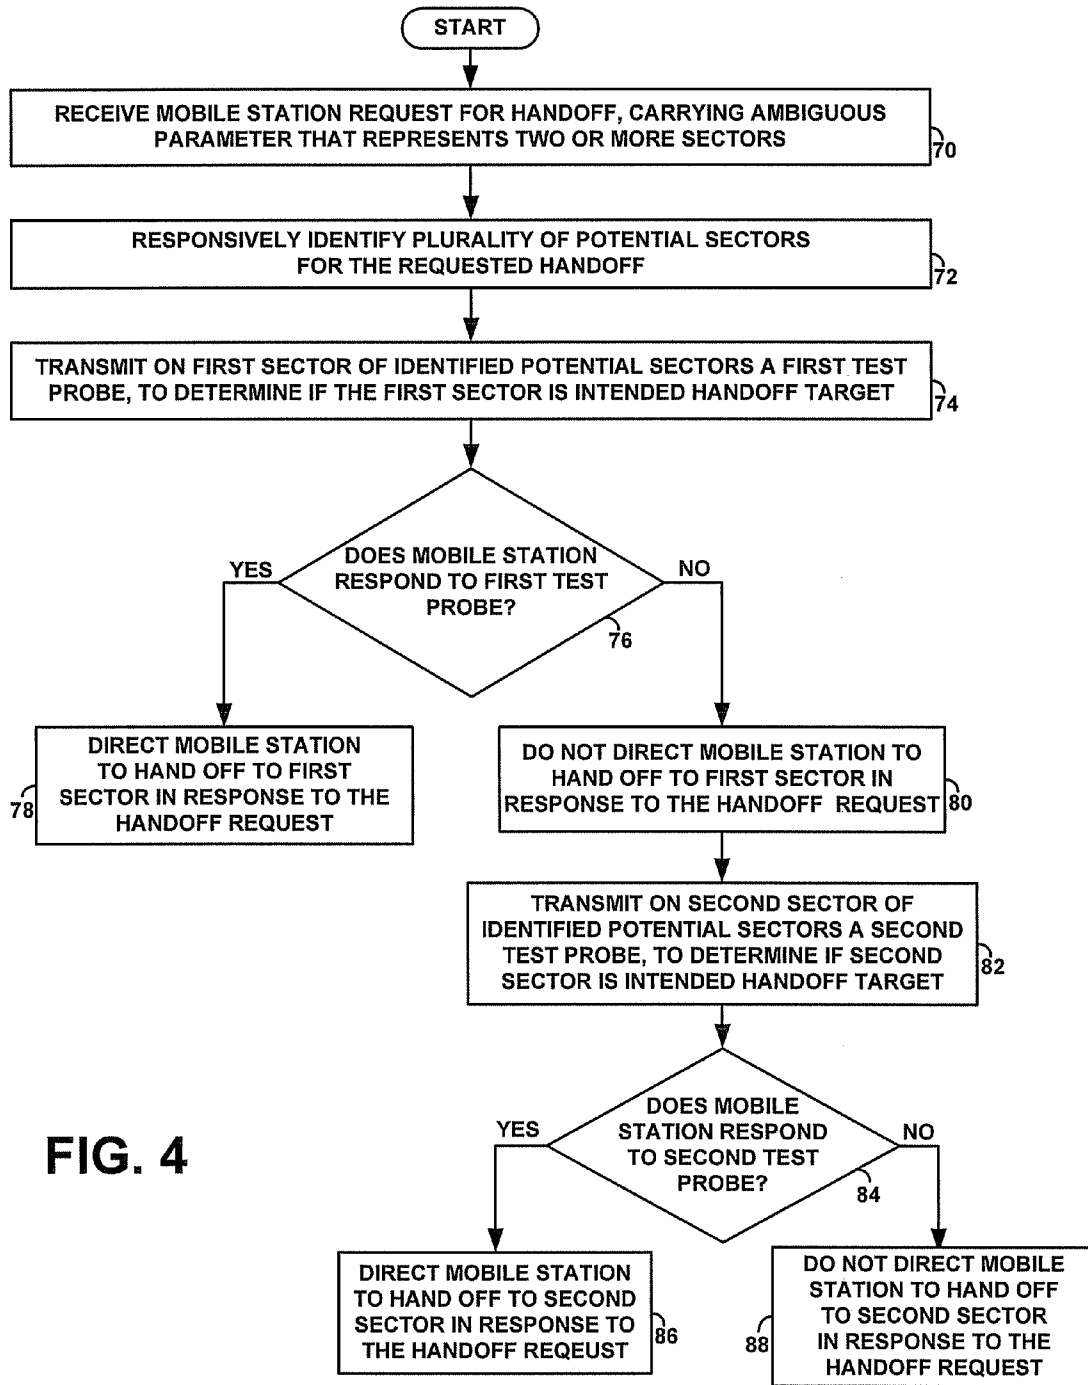 START
RECEIVE MOBILE STATION REQUEST FOR HANDOFF, CARRYING AMBIGUOUS
PARAMETER THAT REPRESENTS TWO OR MORE SECTORS
70
RESPONSIVELY IDENTIFY PLURALITY OF POTENTIAL SECTORS
FOR THE REQUESTED HANDOFF
72
TRANSMIT ON FIRST SECTOR OF IDENTIFIED POTENTIAL SECTORS A FIRST TEST
PROBE, TO DETERMINE IF THE FIRST SECTOR IS INTENDED HANDOFF TARGET
74
YES
DOES MOBILE STATION
RESPOND TO FIRST TEST
PROBE?
NO
76
DIRECT MOBILE STATION
TO HAND OFF TO FIRST
SECTOR IN RESPONSE TO THE
HANDOFF REQUEST
78
DO NOT DIRECT MOBILE STATION TO
HAND OFF TO FIRST SECTOR IN
RESPONSE TO THE HANDOFF REQUEST
80
TRANSMIT ON SECOND SECTOR OF
IDENTIFIED POTENTIAL SECTORS A SECOND
TEST PROBE, TO DETERMINE IF SECOND
SECTOR IS INTENDED HANDOFF TARGET
82
YES
DOES MOBILE
STATION RESPOND
TO SECOND TEST
PROBE?
NO
84
FIG. 4
DIRECT MOBILE STATION
TO HAND OFF TO SECOND
SECTOR IN RESPONSE TO
THE HANDOFF REQEUST
86
DO NOT DIRECT MOBILE
STATION TO HAND OFF
TO SECOND SECTOR
IN RESPONSE TO THE
HANDOFF REQUEST
88